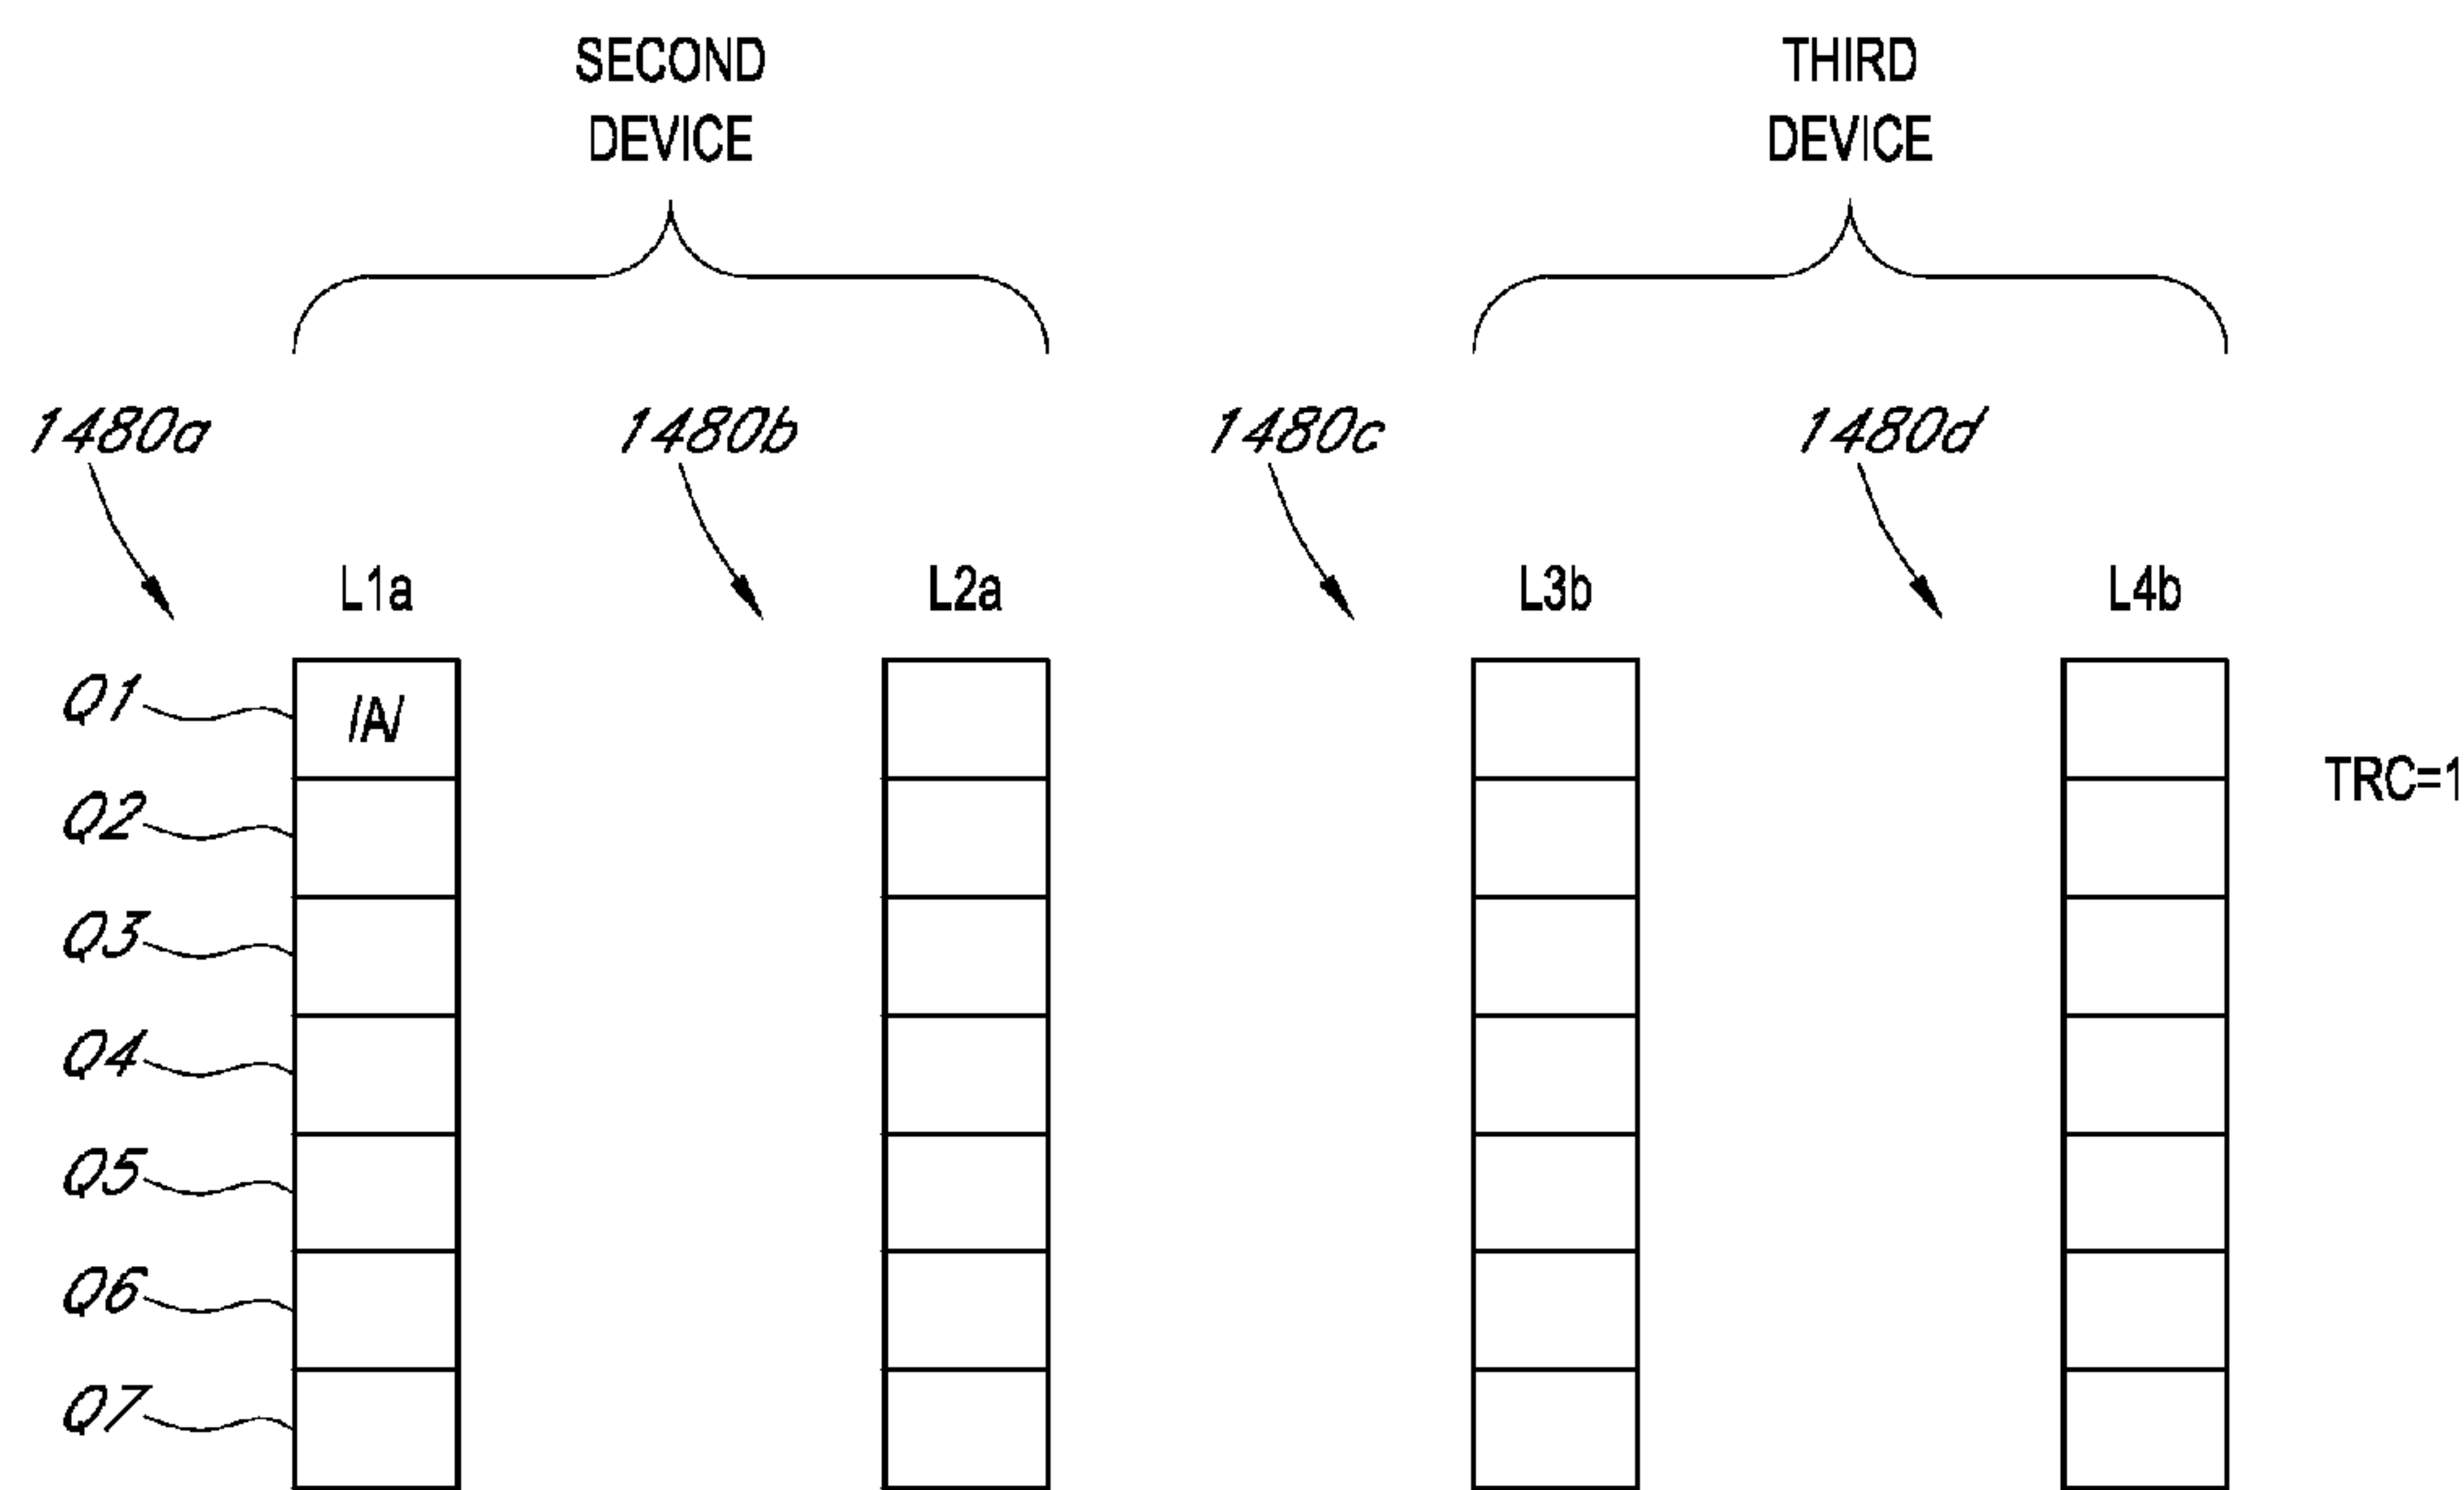 SECOND
DEVICE
THIRD
DEVICE
1480a
1480b
1480c
1480d
L1a
L2a
L3b
L4b
Q1
/A/
TRC=1
Q2
Q3
Q4
Q5
Q6
Q7